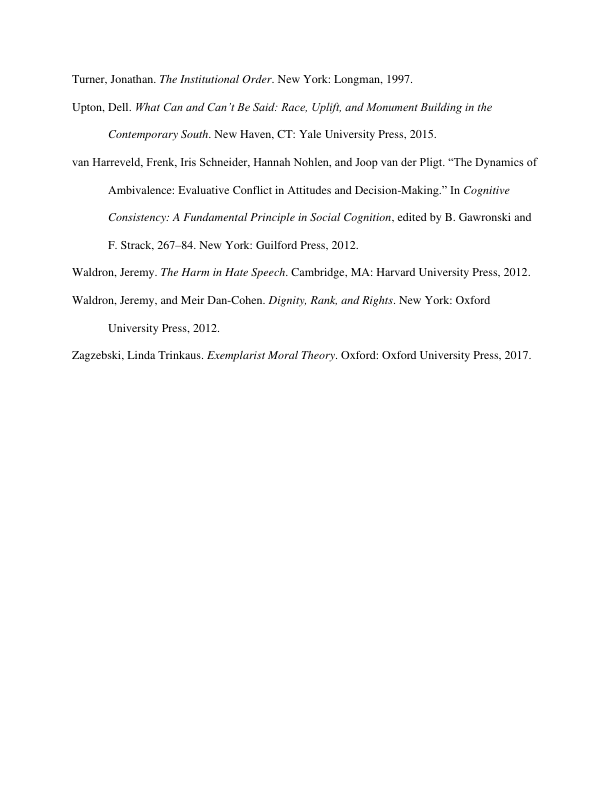 Turner, Jonathan. The Institutional Order. New York: Longman, 1997.
Upton, Dell. What Can and Can’t Be Said: Race, Uplift, and Monument Building in the
Contemporary South. New Haven, CT: Yale University Press, 2015.
van Harreveld, Frenk, Iris Schneider, Hannah Nohlen, and Joop van der Pligt. “The Dynamics of
Ambivalence: Evaluative Conflict in Attitudes and Decision-Making.” In Cognitive
Consistency: A Fundamental Principle in Social Cognition, edited by B. Gawronski and
F. Strack, 267–84. New York: Guilford Press, 2012.
Waldron, Jeremy. The Harm in Hate Speech. Cambridge, MA: Harvard University Press, 2012.
Waldron, Jeremy, and Meir Dan-Cohen. Dignity, Rank, and Rights. New York: Oxford
University Press, 2012.
Zagzebski, Linda Trinkaus. Exemplarist Moral Theory. Oxford: Oxford University Press, 2017.